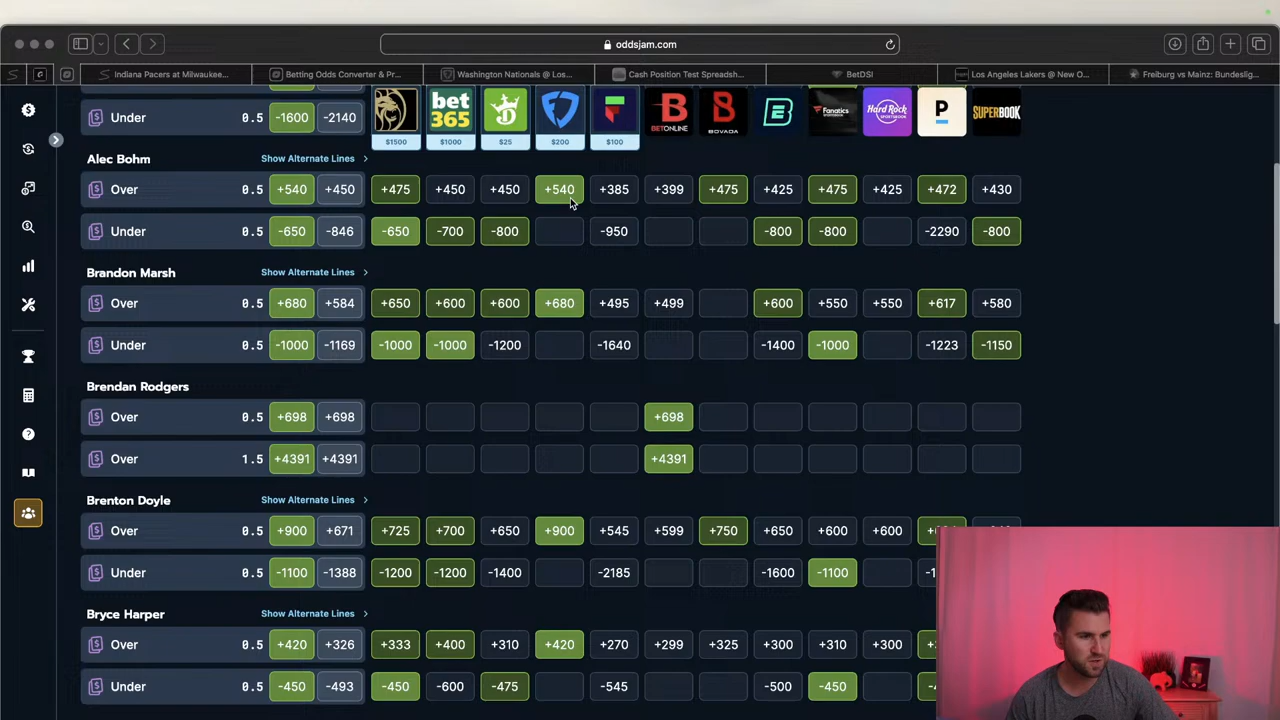 oddsjam.com
Indiana Pacers at Milwaukee...
Betting Odds Converter & Pr...
Washington Nationals @ Los...
Cash Position Test Spreadsh...
BetDSI
Los Angeles Lakers @ New O...
Freiburg vs Mainz: Bundeslig...
bet365
BETONLINE
BOVADA
Fanatics
Hard Rock
SPORTSBOOK
P
SUPERBOOK
$1500 $1000 $25 $200 $100
Under 0.5 -1600 -2140
Alec Bohm Show Alternate Lines
Over 0.5 +540 +450 +475 +450 +450 +540 +385 +399 +475 +425 +475 +425 +472 +430
Under 0.5 -650 -846 -650 -700 -800 -950 -800 -800 -2290 -800
Brandon Marsh Show Alternate Lines
Over 0.5 +680 +584 +650 +600 +600 +680 +495 +499 +600 +550 +550 +617 +580
Under 0.5 -1000 -1169 -1000 -1000 -1200 -1640 -1400 -1000 -1223 -1150
Brendan Rodgers
Over 0.5 +698 +698 +698
Over 1.5 +4391 +4391 +4391
Brenton Doyle Show Alternate Lines
Over 0.5 +900 +671 +725 +700 +650 +900 +545 +599 +750 +650 +600 +600
Under 0.5 -1100 -1388 -1200 -1200 -1400 -2185 -1600 -1100
Bryce Harper Show Alternate Lines
Over 0.5 +420 +326 +333 +400 +310 +420 +270 +299 +325 +300 +310 +300
Under 0.5 -450 -493 -450 -600 -475 -545 -500 -450